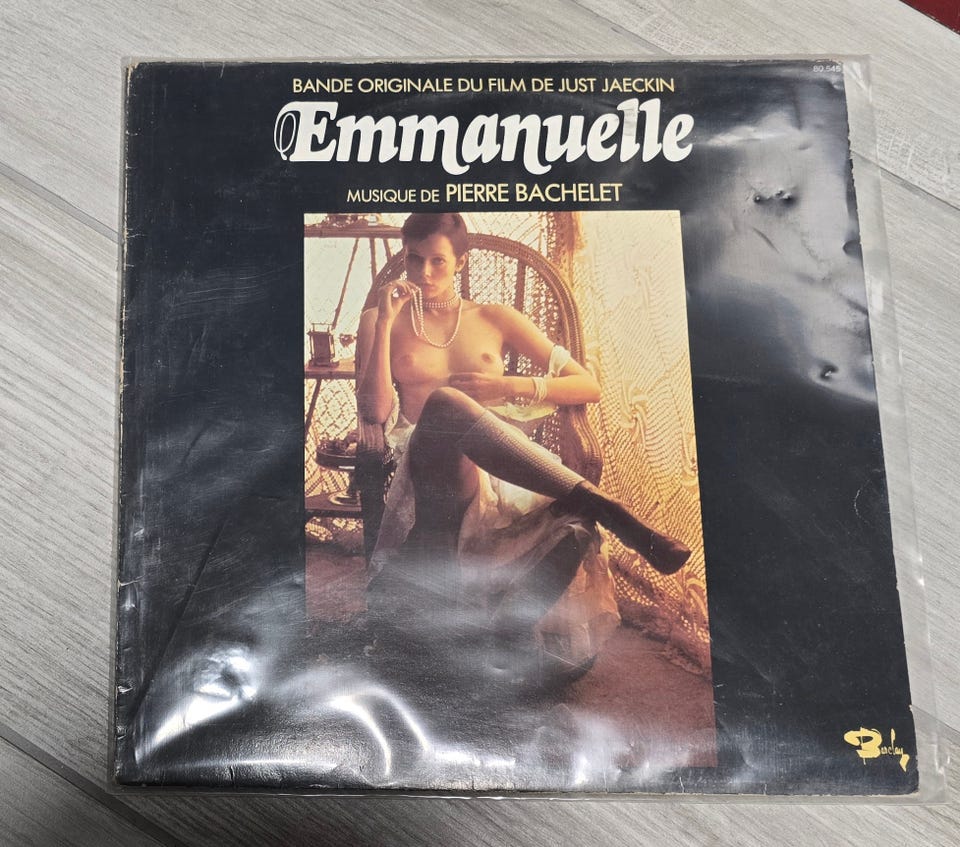 80.545
BANDE ORIGINALE DU FILM DE JUST JAECKIN
Emmanuelle
MUSIQUE DE PIERRE BACHELET
Barclay